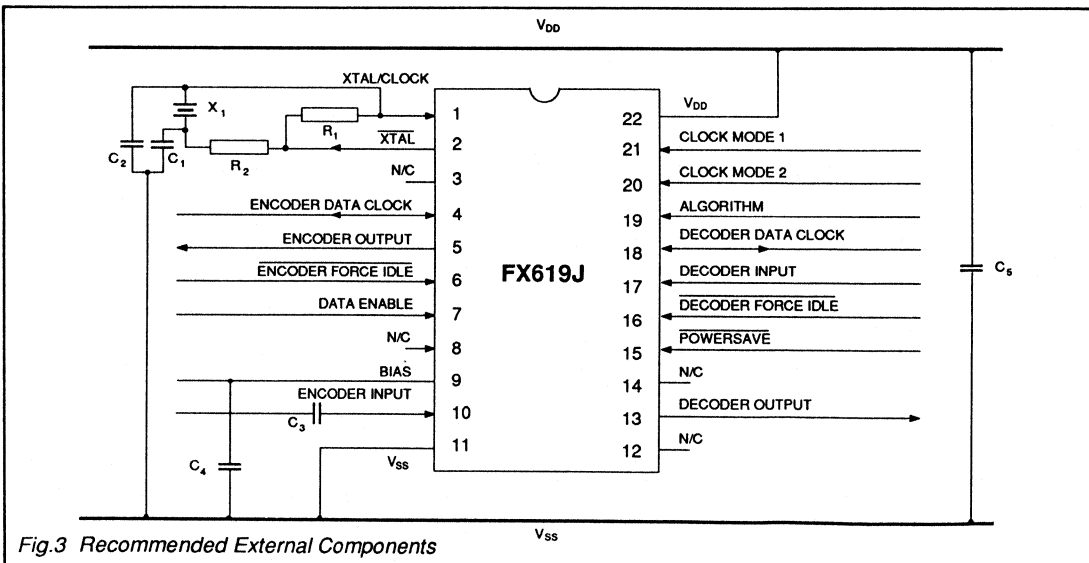 VDD
XTAL/CLOCK
X1
R1
XTAL
C2
C1
R2
N/C
ENCODER DATA CLOCK
ENCODER OUTPUT
ENCODER FORCE IDLE
DATA ENABLE
N/C
BIAS
ENCODER INPUT
C3
C4
VSS
1
2
3
4
5
6
7
8
9
10
11
FX619J
22
21
20
19
18
17
16
15
14
13
12
VDD
CLOCK MODE 1
CLOCK MODE 2
ALGORITHM
DECODER DATA CLOCK
DECODER INPUT
DECODER FORCE IDLE
POWERSAVE
N/C
DECODER OUTPUT
N/C
C5
VSS
Fig.3 Recommended External Components